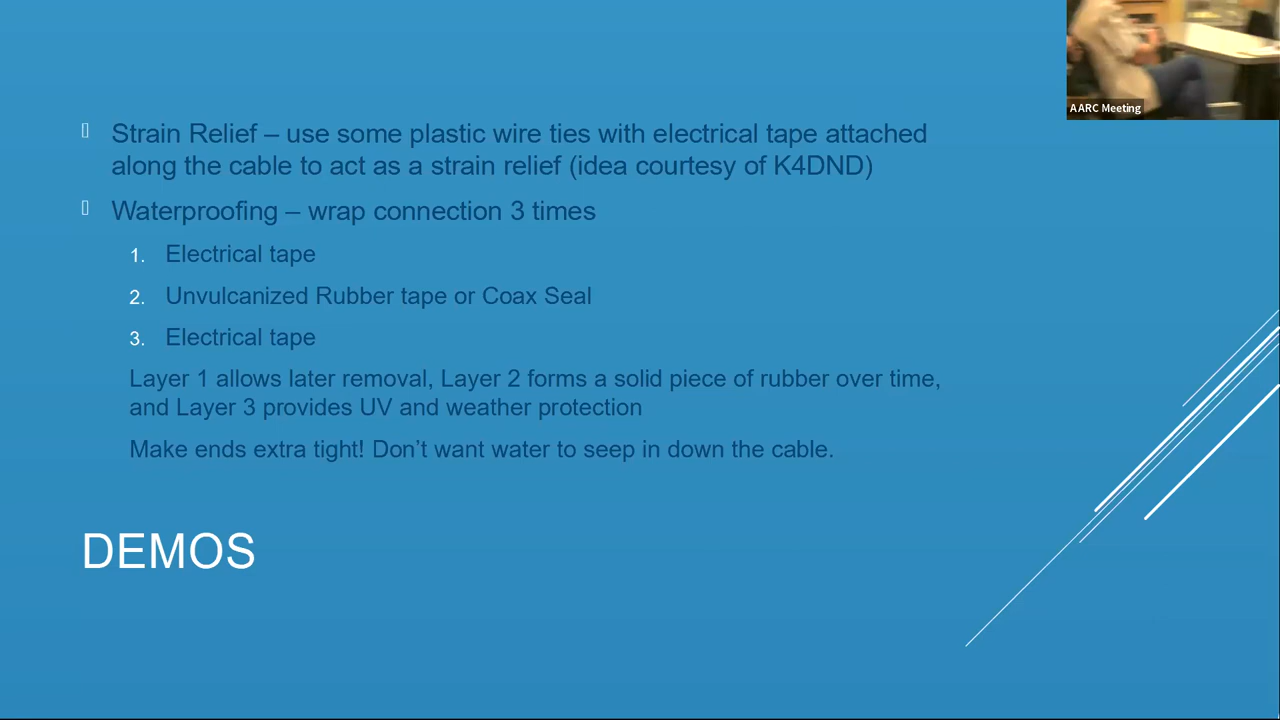 Strain Relief – use some plastic wire ties with electrical tape attached
along the cable to act as a strain relief (idea courtesy of K4DND)
Waterproofing – wrap connection 3 times
1. Electrical tape
2. Unvulcanized Rubber tape or Coax Seal
3. Electrical tape
Layer 1 allows later removal, Layer 2 forms a solid piece of rubber over time,
and Layer 3 provides UV and weather protection
Make ends extra tight! Don’t want water to seep in down the cable.
DEMOS
AARC Meeting